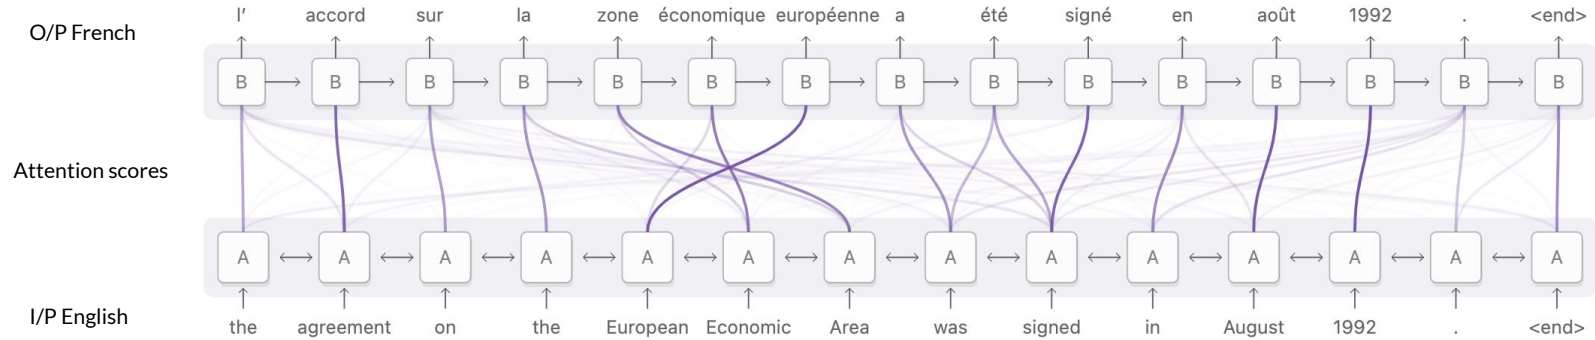 O/P French l' accord sur la zone économique européenne a été signé en août 1992 . <end>
B B B B B B B B B B B B B B B
Attention scores
A A A A A A A A A A A A A A
I/P English the agreement on the European Economic Area was signed in August 1992 . <end>